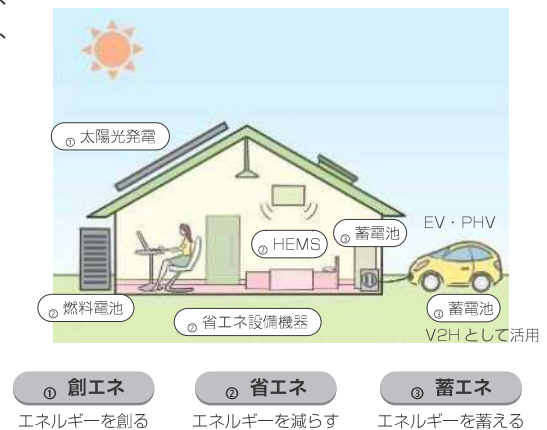 、
、
① 太陽光発電
② HEMS
③ 蓄電池
EV・PHV
② 燃料電池
② 省エネ設備機器
③ 蓄電池
V2Hとして活用
① 創エネ
② 省エネ
③ 蓄エネ
エネルギーを創る
エネルギーを減らす
エネルギーを蓄える